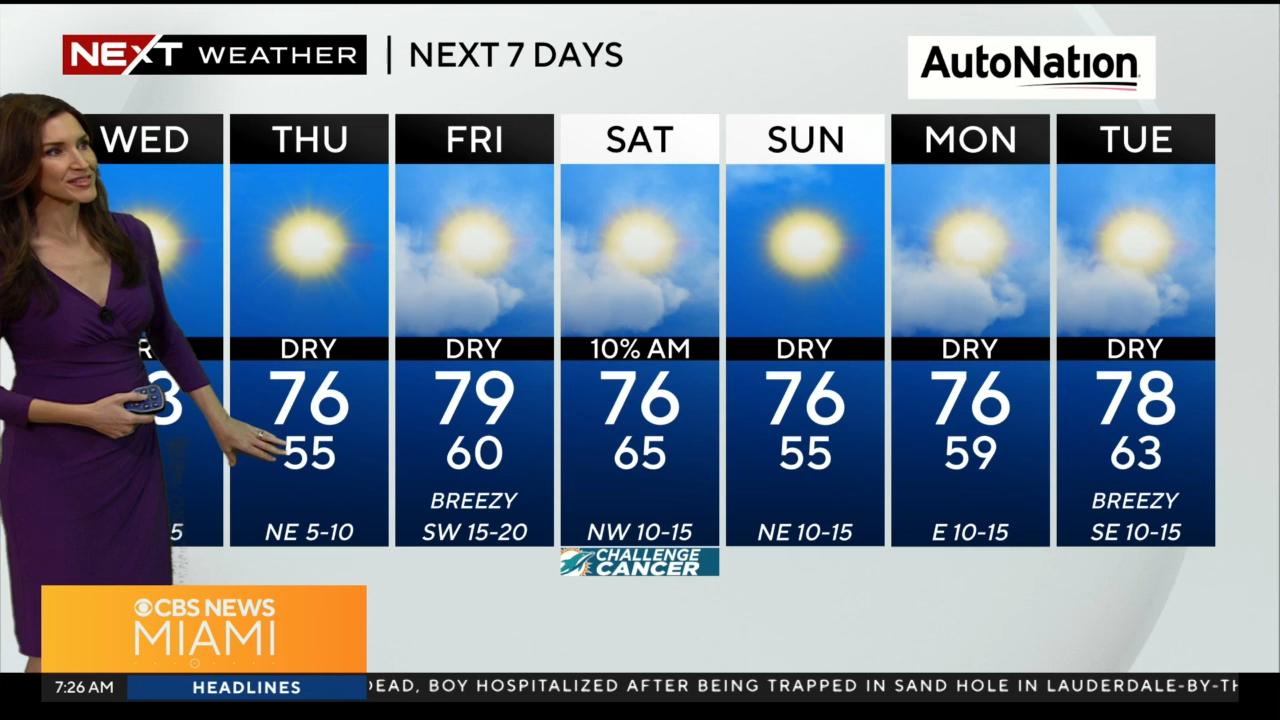 NEXT WEATHER | NEXT 7 DAYS
AutoNation
WED THU FRI SAT SUN MON TUE
DRY DRY 10% AM DRY DRY DRY
76 79 76 76 76 78
55 60 65 55 59 63
BREEZY BREEZY
NE 5-10 SW 15-20 NW 10-15 NE 10-15 E 10-15 SE 10-15
CHALLENGE
CANCER
CBS NEWS
MIAMI
7:26 AM HEADLINES DEAD, BOY HOSPITALIZED AFTER BEING TRAPPED IN SAND HOLE IN LAUDERDALE-BY-TH